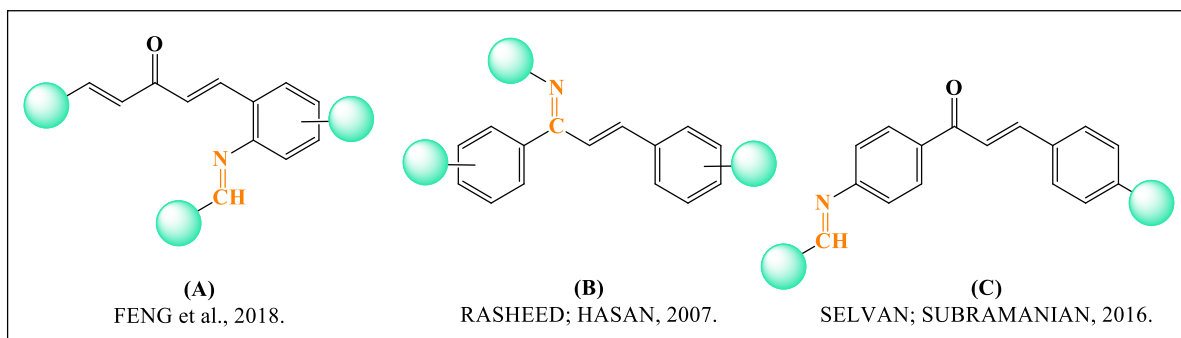 O
N
CH
(A)
FENG et al., 2018.
N
C
(B)
RASHEED; HASAN, 2007.
O
N
CH
(C)
SELVAN; SUBRAMANIAN, 2016.